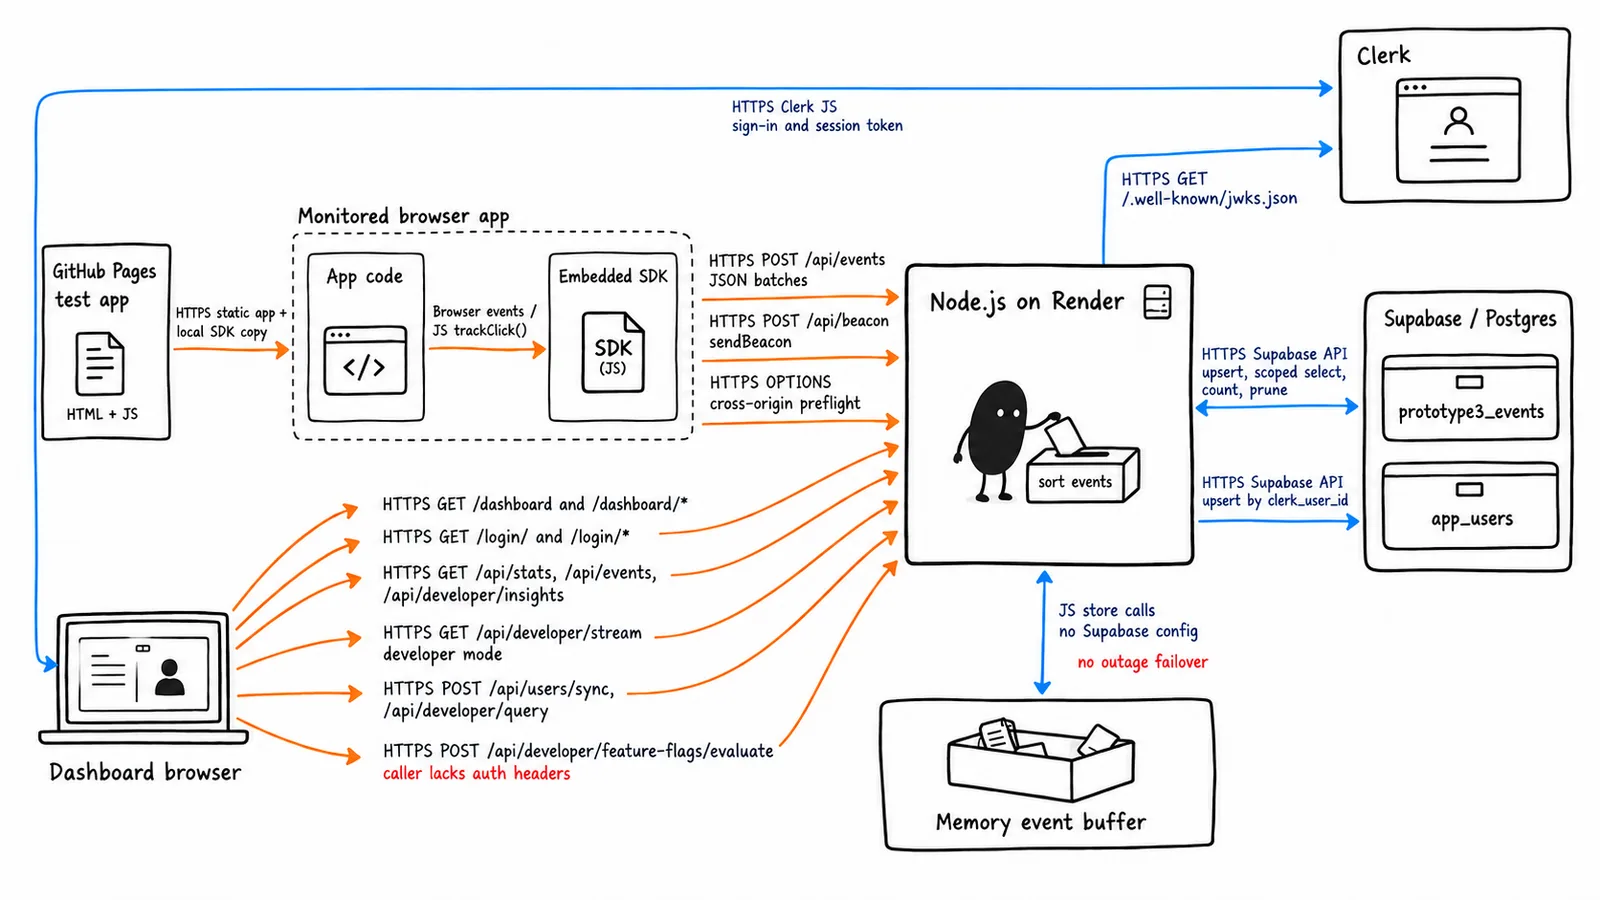 Clerk
HTTPS Clerk JS
sign-in and session token
HTTPS GET
/.well-known/jwks.json
Monitored browser app
GitHub Pages
test app
HTML + JS
HTTPS static app +
local SDK copy
App code
</>
Browser events /
JS trackClick()
Embedded SDK
SDK
(JS)
HTTPS POST /api/events
JSON batches
HTTPS POST /api/beacon
sendBeacon
HTTPS OPTIONS
cross-origin preflight
Node.js on Render
sort events
HTTPS Supabase API
upsert, scoped select,
count, prune
HTTPS Supabase API
upsert by clerk_user_id
Supabase / Postgres
prototype3_events
app_users
HTTPS GET /dashboard and /dashboard/*
HTTPS GET /login/ and /login/*
HTTPS GET /api/stats, /api/events,
/api/developer/insights
HTTPS GET /api/developer/stream
developer mode
HTTPS POST /api/users/sync,
/api/developer/query
HTTPS POST /api/developer/feature-flags/evaluate
caller lacks auth headers
Dashboard browser
JS store calls
no Supabase config
no outage failover
Memory event buffer